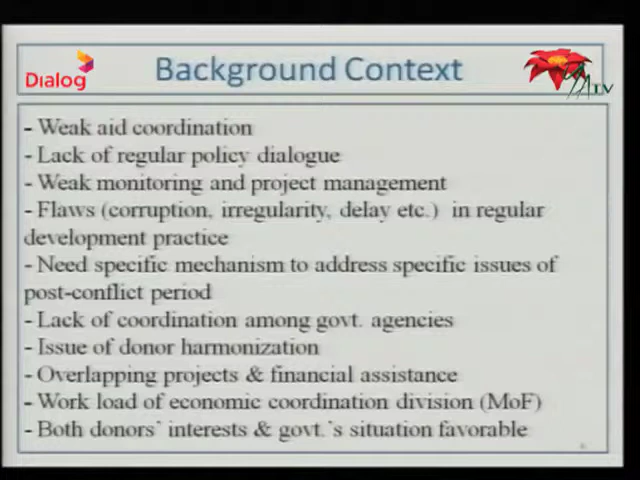 Dialog
Background Context
- Weak aid coordination
- Lack of regular policy dialogue
- Weak monitoring and project management
- Flaws (corruption, irregularity, delay etc.) in regular
development practice
- Need specific mechanism to address specific issues of
post-conflict period
- Lack of coordination among govt. agencies
- Issue of donor harmonization
- Overlapping projects & financial assistance
- Work load of economic coordination division (MoF)
- Both donors' interests & govt.'s situation favorable